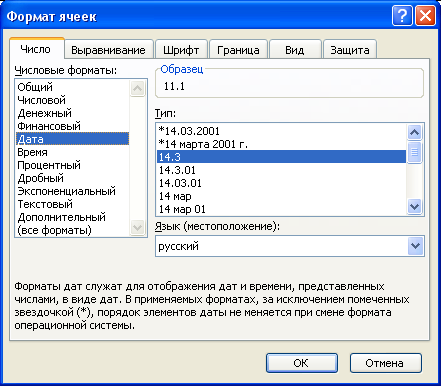 Формат ячеек
Число Выравнивание Шрифт Граница Вид Защита
Числовые форматы:
Общий
Числовой
Денежный
Финансовый
Дата
Время
Процентный
Дробный
Экспоненциальный
Текстовый
Дополнительный
(все форматы)
Образец
11.1
Тип:
*14.03.2001
*14 марта 2001 г.
14.3
14.3.01
14.03.01
14 мар
14 мар 01
Язык (местоположение):
русский
Форматы дат служат для отображения дат и времени, представленных
числами, в виде дат. В применяемых форматах, за исключением помеченных
звездочкой (*), порядок элементов даты не меняется при смене формата
операционной системы.
ОК Отмена